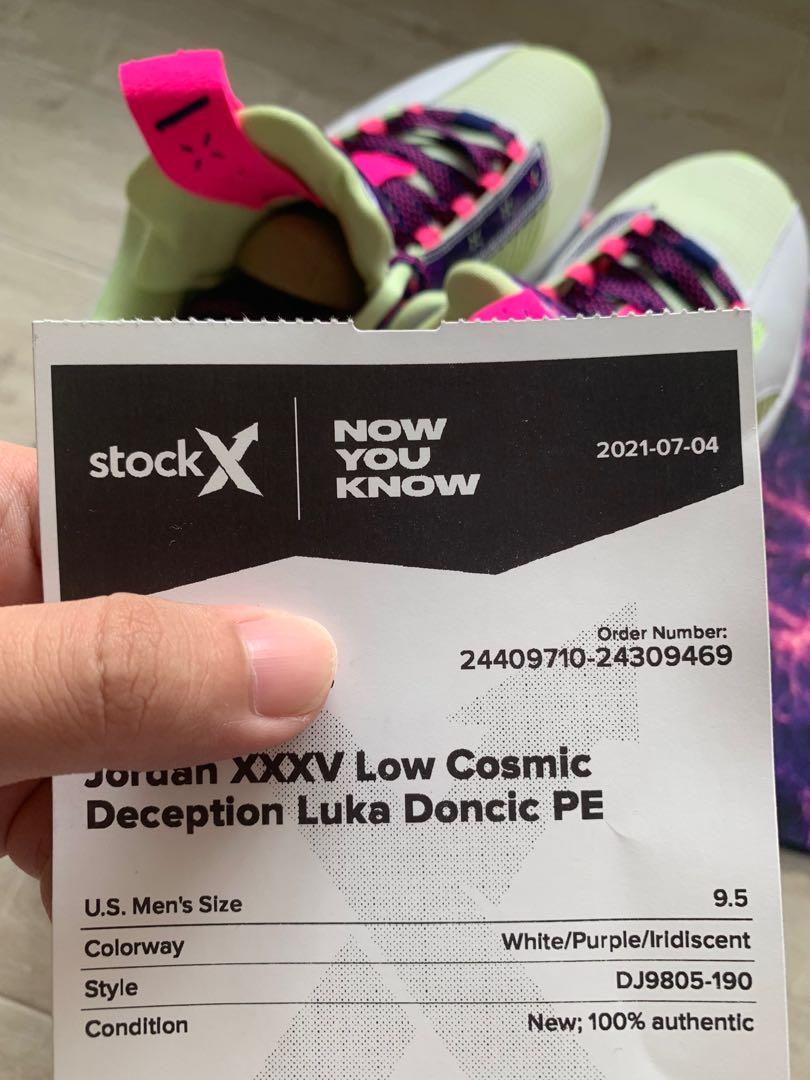 stockX
NOW
YOU
KNOW
2021-07-04
Order Number:
24409710-24309469
Jordan XXXV Low Cosmic
Deception Luka Doncic PE
U.S. Men's Size 9.5
Colorway White/Purple/Iridiscent
Style DJ9805-190
Condition New; 100% authentic